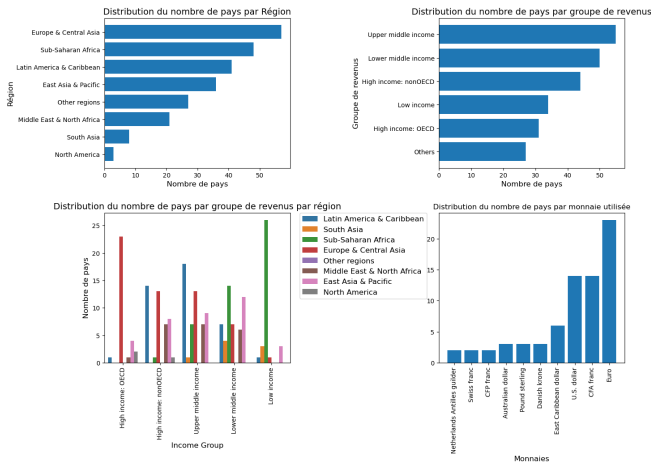 Distribution du nombre de pays par Région
Europe & Central Asia
Sub-Saharan Africa
Latin America & Caribbean
East Asia & Pacific
Other regions
Middle East & North Africa
South Asia
North America
Région
0 10 20 30 40 50
Nombre de pays
Distribution du nombre de pays par groupe de revenus
Upper middle income
Lower middle income
High income: nonOECD
Low income
High income: OECD
Others
Groupe de revenus
0 10 20 30 40 50
Nombre de pays
Distribution du nombre de pays par groupe de revenus par région
25
20
15
10
5
0
Nombre de pays
High income: OECD
High income: nonOECD
Upper middle income
Lower middle income
Low income
Income Group
Latin America & Caribbean
South Asia
Sub-Saharan Africa
Europe & Central Asia
Other regions
Middle East & North Africa
East Asia & Pacific
North America
Distribution du nombre de pays par monnaie utilisée
20
15
10
5
0
Netherlands Antilles guilder
Swiss franc
CFP franc
Australian dollar
Pound sterling
Danish krone
East Caribbean dollar
U.S. dollar
CFA franc
Euro
Monnaies